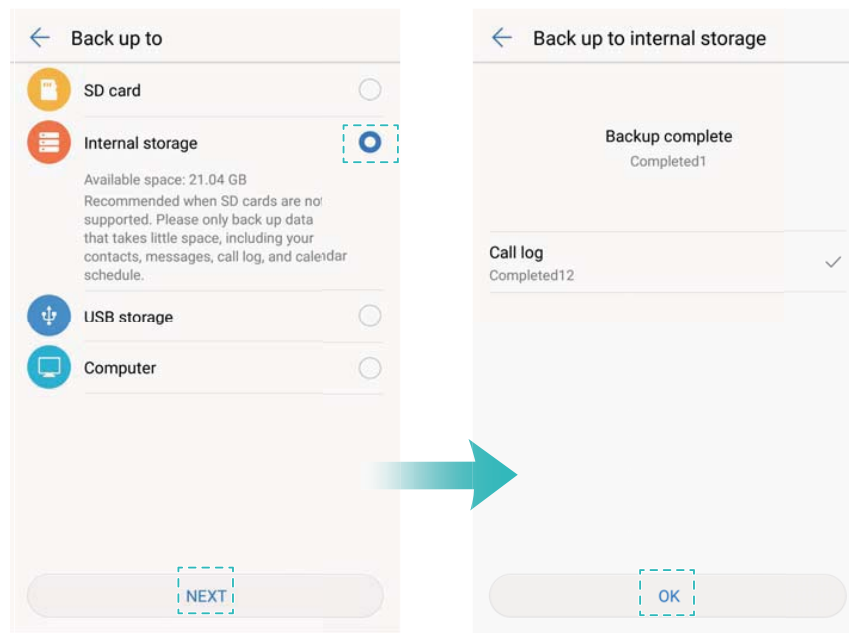 Back up to
SD card
Internal storage
Available space: 21.04 GB
Recommended when SD cards are not
supported. Please only back up data
that takes little space, including your
contacts, messages, call log, and calendar
schedule.
USB storage
Computer
NEXT
Back up to internal storage
Backup complete
Completed1
Call log
Completed12
OK